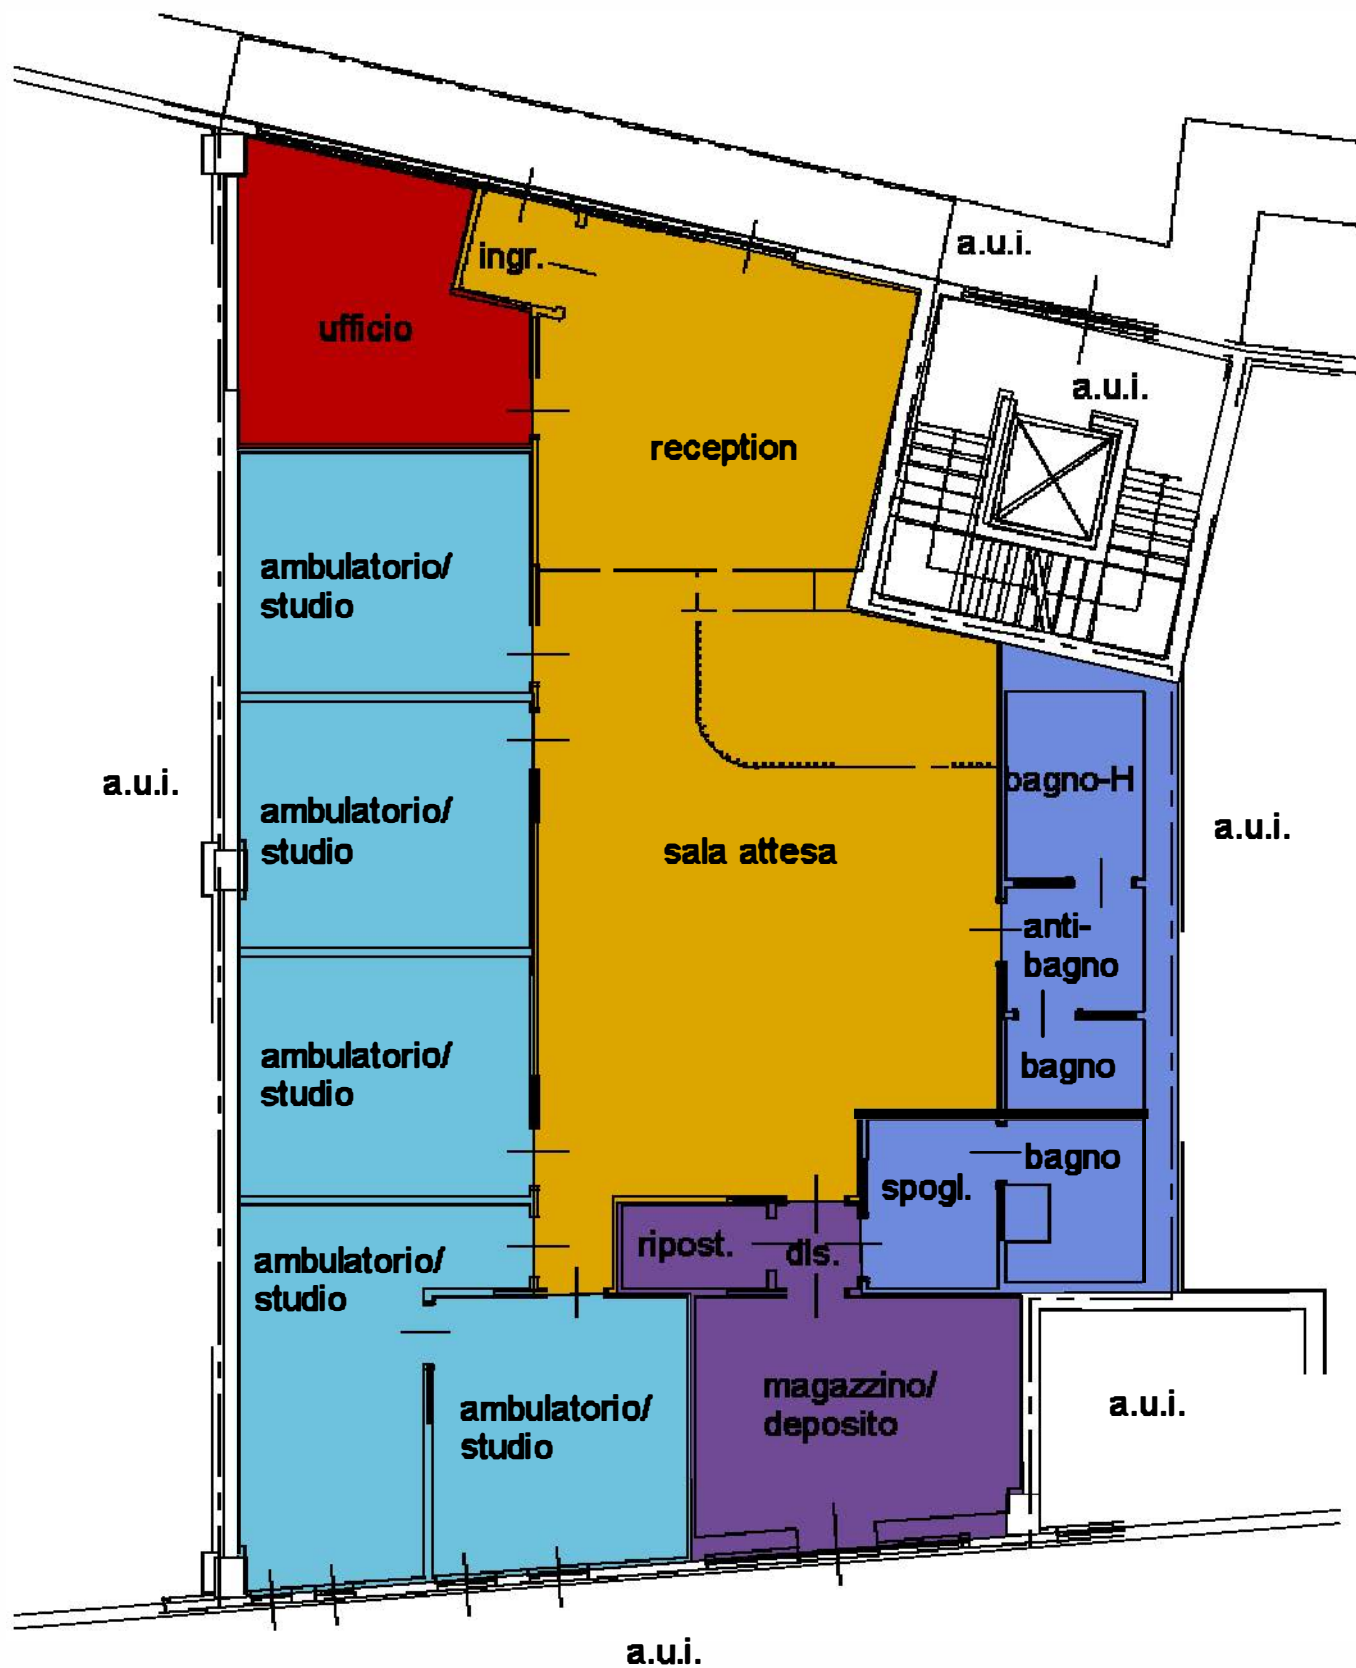 a.u.i.
ingr.
ufficio
a.u.i.
reception
ambulatorio/
studio
a.u.i.
bagno-H
ambulatorio/
studio
sala attesa
a.u.i.
anti-
bagno
ambulatorio/
studio
bagno
bagno
spogl.
ripost.
dis.
ambulatorio/
studio
magazzino/
deposito
ambulatorio/
studio
a.u.i.
a.u.i.